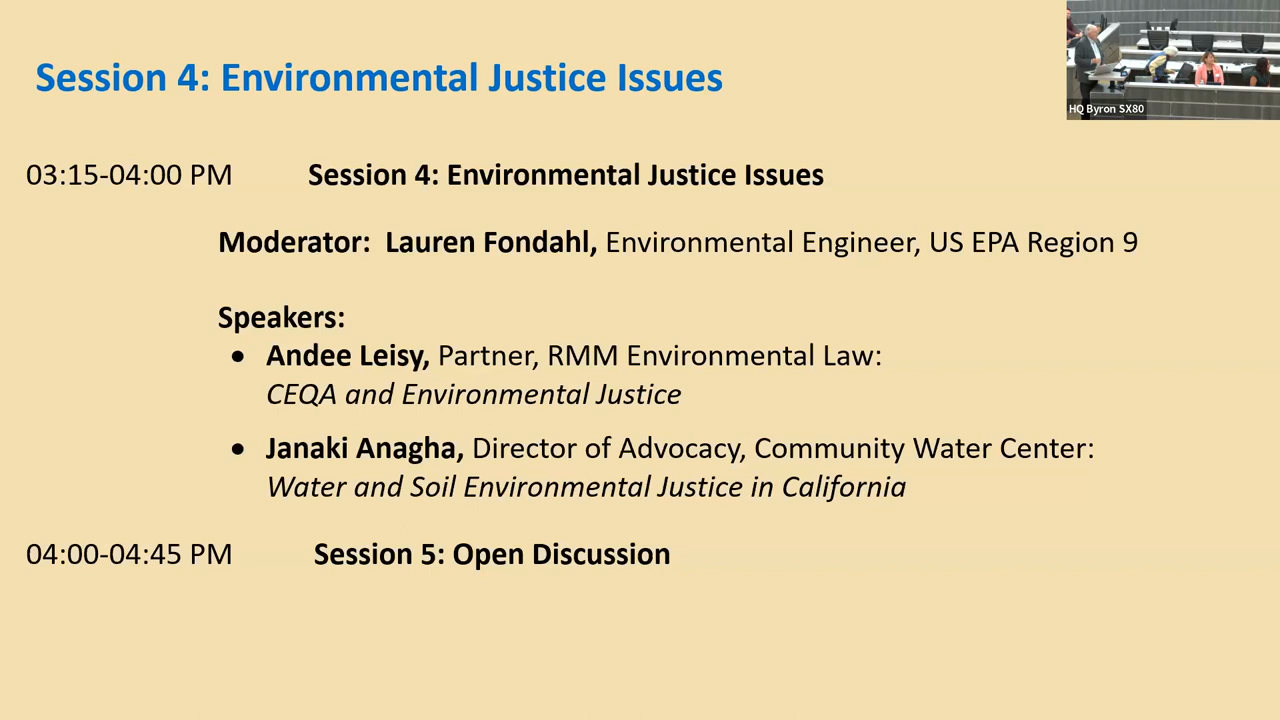 Session 4: Environmental Justice Issues
HQ Byron SX80
03:15-04:00 PM Session 4: Environmental Justice Issues
Moderator: Lauren Fondahl, Environmental Engineer, US EPA Region 9
Speakers:
• Andee Leisy, Partner, RMM Environmental Law:
CEQA and Environmental Justice
• Janaki Anagha, Director of Advocacy, Community Water Center:
Water and Soil Environmental Justice in California
04:00-04:45 PM Session 5: Open Discussion